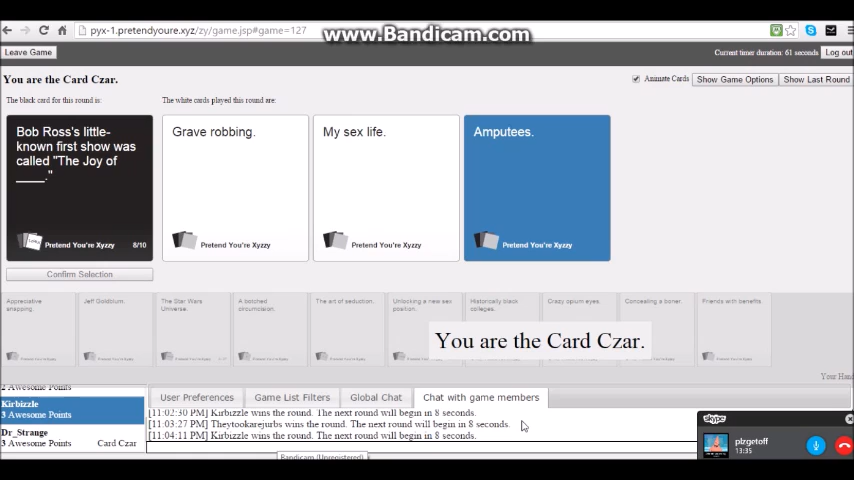 www.Bandicam.com
pyx-1.pretendyoure.xyz/zy/game.jsp#game=127
Leave Game
Current timer duration: 61 seconds
Log out
You are the Card Czar.
Animate Cards
Show Game Options
Show Last Round
The black card for this round is:
The white cards played this round are:
Bob Ross's little-
known first show was
called "The Joy of
____."
Pretend You're Xyzzy
8/10
Grave robbing.
Pretend You're Xyzzy
My sex life.
Pretend You're Xyzzy
Amputees.
Pretend You're Xyzzy
Confirm Selection
Appreciative
snapping.
Jeff Goldblum.
The Star Wars
Universe.
A botched
circumcision.
The art of seduction.
Unlocking a new sex
position.
Historically black
colleges.
Crazy opium eyes.
Concealing a boner.
Friends with benefits.
You are the Card Czar.
Your Hand
2 Awesome Points
Kirbizzle
3 Awesome Points
Dr_Strange
3 Awesome Points
Card Czar
User Preferences
Game List Filters
Global Chat
Chat with game members
[11:02:30 PM] Kirbizzle wins the round. The next round will begin in 8 seconds.
[11:03:27 PM] Theytookarejurbs wins the round. The next round will begin in 8 seconds.
[11:04:11 PM] Kirbizzle wins the round. The next round will begin in 8 seconds.
Bandicam (Unregistered)
skype
plzgetoff
13:35